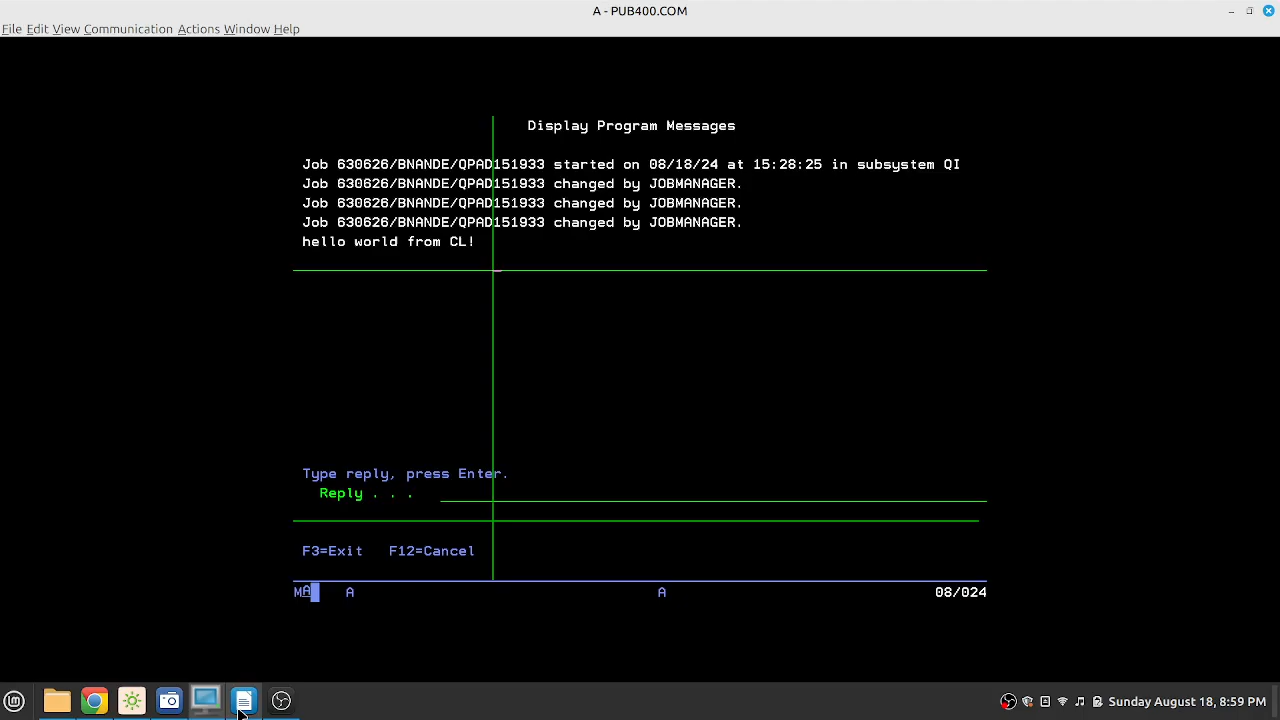 A - PUB400.COM
File Edit View Communication Actions Window Help
Display Program Messages
Job 630626/BNANDE/QPAD151933 started on 08/18/24 at 15:28:25 in subsystem QI
Job 630626/BNANDE/QPAD151933 changed by JOBMANAGER.
Job 630626/BNANDE/QPAD151933 changed by JOBMANAGER.
Job 630626/BNANDE/QPAD151933 changed by JOBMANAGER.
hello world from CL!
Type reply, press Enter.
Reply . . .
F3=Exit F12=Cancel
MA A A 08/024
Sunday August 18, 8:59 PM